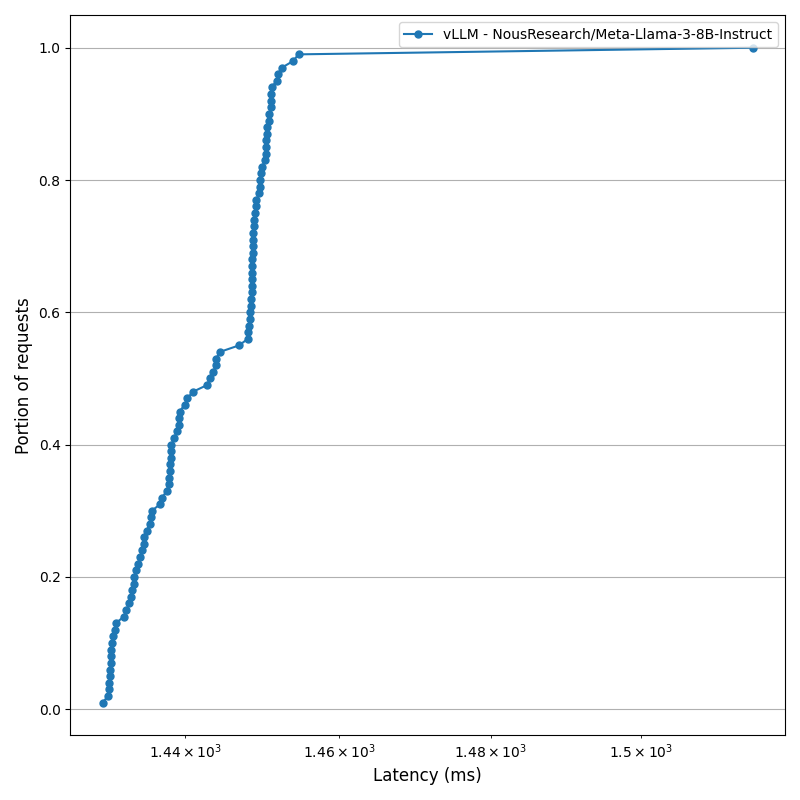 vLLM - NousResearch/Meta-Llama-3-8B-Instruct
1.0
0.8
0.6
0.4
0.2
0.0
Portion of requests
1.44 × 10³ 1.46 × 10³ 1.48 × 10³ 1.5 × 10³
Latency (ms)